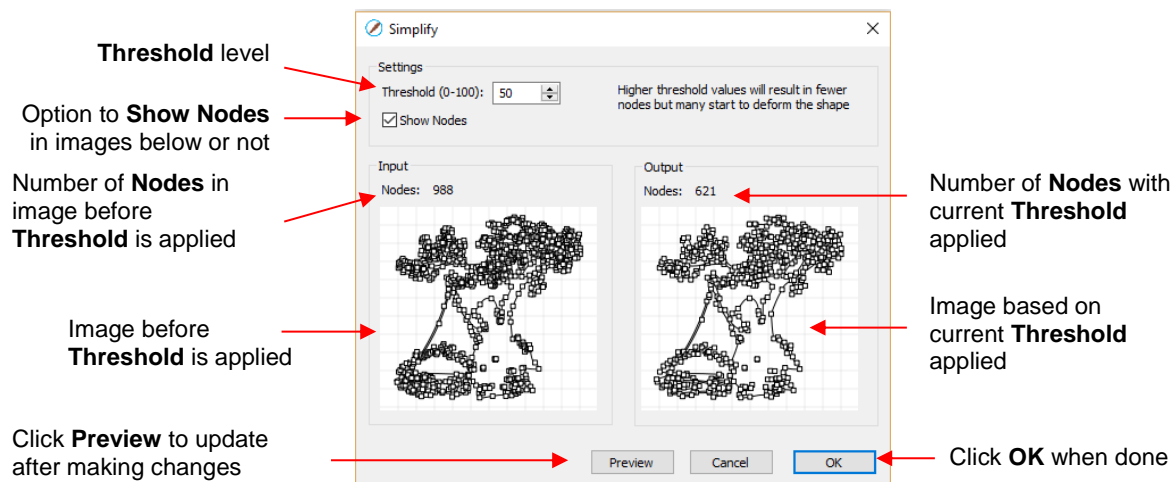 Simplify
Threshold level
Settings
Threshold (0-100): 50
Higher threshold values will result in fewer
nodes but many start to deform the shape
Option to Show Nodes
in images below or not
Show Nodes
Input
Nodes: 988
Output
Nodes: 621
Number of Nodes in
image before
Threshold is applied
Number of Nodes with
current Threshold
applied
Image before
Threshold is applied
Image based on
current Threshold
applied
Click Preview to update
after making changes
Preview
Cancel
OK
Click OK when done